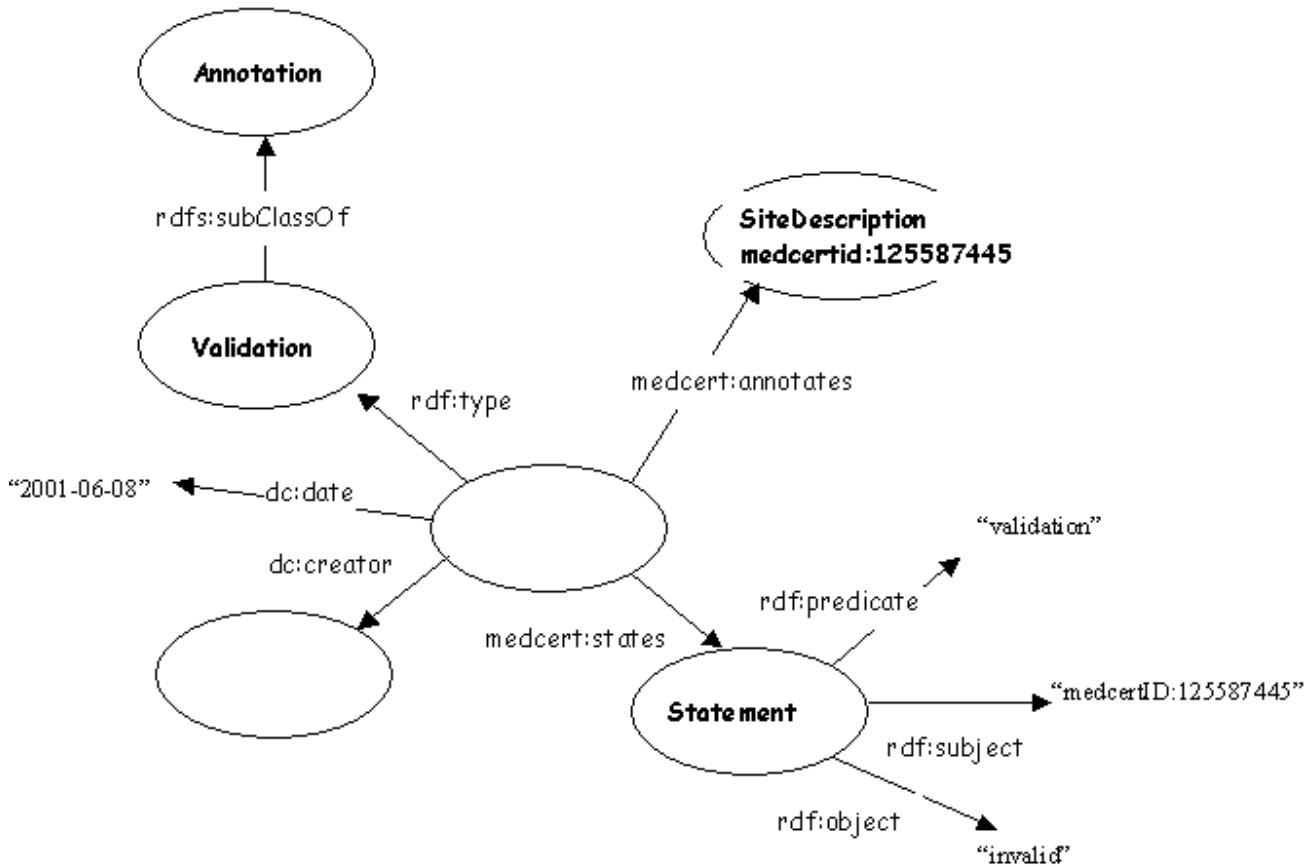 Annotation
rdfs:subClassOf
SiteDescription
medcertid:125587445
Validation
medcert:annotates
rdf:type
“2001-06-08”
dc:date
“validation”
dc:creator
rdf:predicate
medcert:states
“medcertID:125587445”
Statement
rdf:subject
rdf:object
“invalid”